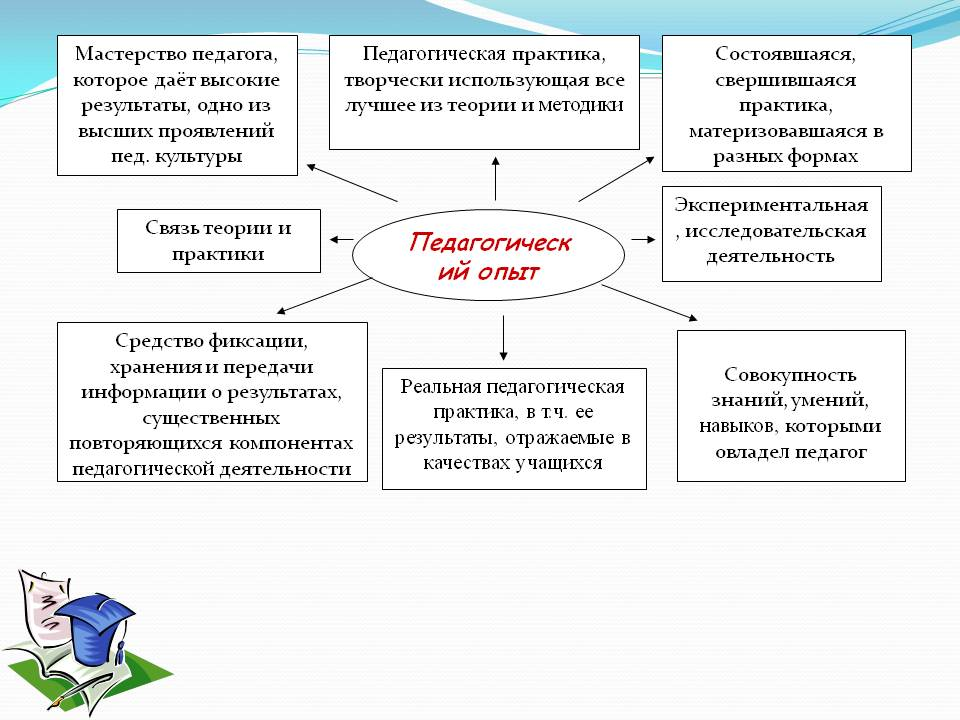 Мастерство педагога,
которое даёт высокие
результаты, одно из
высших проявлений
пед. культуры
Педагогическая практика,
творчески использующая все
лучшее из теории и методики
Состоявшаяся,
свершившаяся
практика,
материзовавшаяся в
разных формах
Связь теории и
практики
Педагогическ
ий опыт
Экспериментальная
, исследовательская
деятельность
Средство фиксации,
хранения и передачи
информации о результатах,
существенных
повторяющихся компонентах
педагогической деятельности
Реальная педагогическая
практика, в т.ч. ее
результаты, отражаемые в
качествах учащихся
Совокупность
знаний, умений,
навыков, которыми
овладел педагог